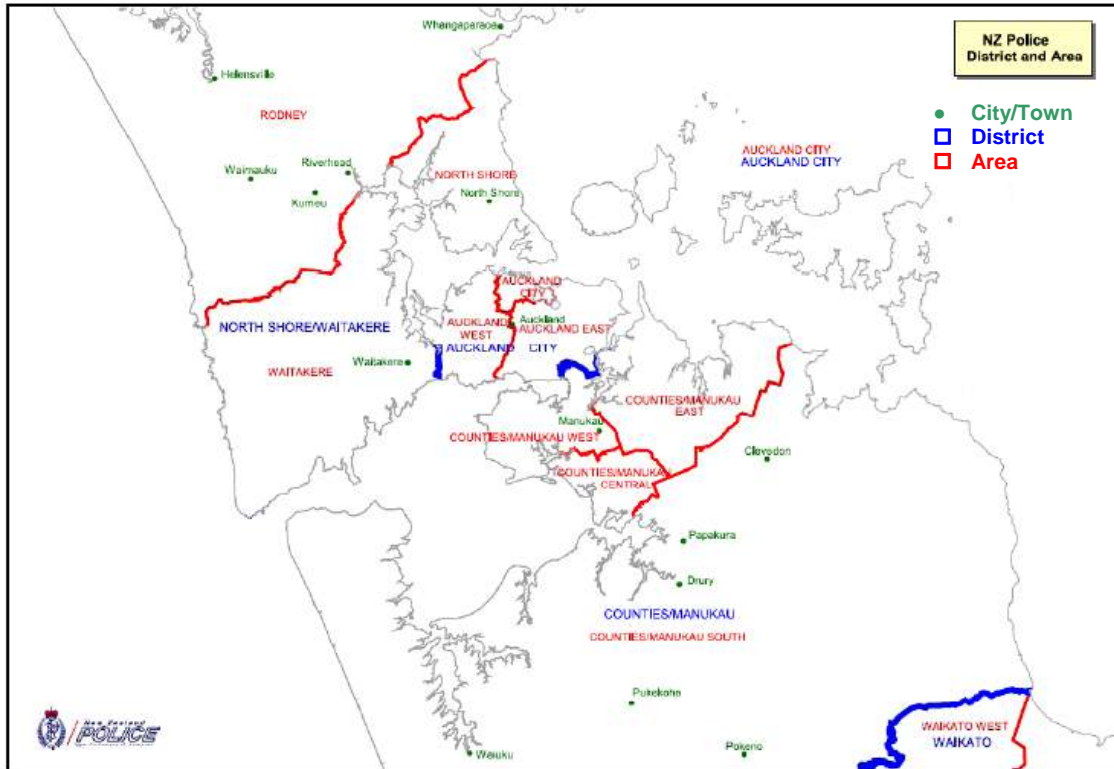 Whangaparaoa
NZ Police
District and Area
Helensville
City/Town
District
Area
RODNEY
AUCKLAND CITY
AUCKLAND CITY
Riverhead
Waimauku
NORTH SHORE
Kumeu
North Shore
AUCKLAND
CITY
NORTH SHORE/WAITAKERE
AUCKLAND
WEST
Auckland
AUCKLAND EAST
AUCKLAND CITY
Waitakere
WAITAKERE
COUNTIES/MANUKAU
EAST
Manukau
COUNTIES/MANUKAU WEST
Clevedon
COUNTIES/MANUKAU
CENTRAL
Papakura
Drury
COUNTIES/MANUKAU
COUNTIES/MANUKAU SOUTH
Pukekohe
New Zealand
POLICE
WAIKATO WEST
WAIKATO
Waiuku
Pokeno